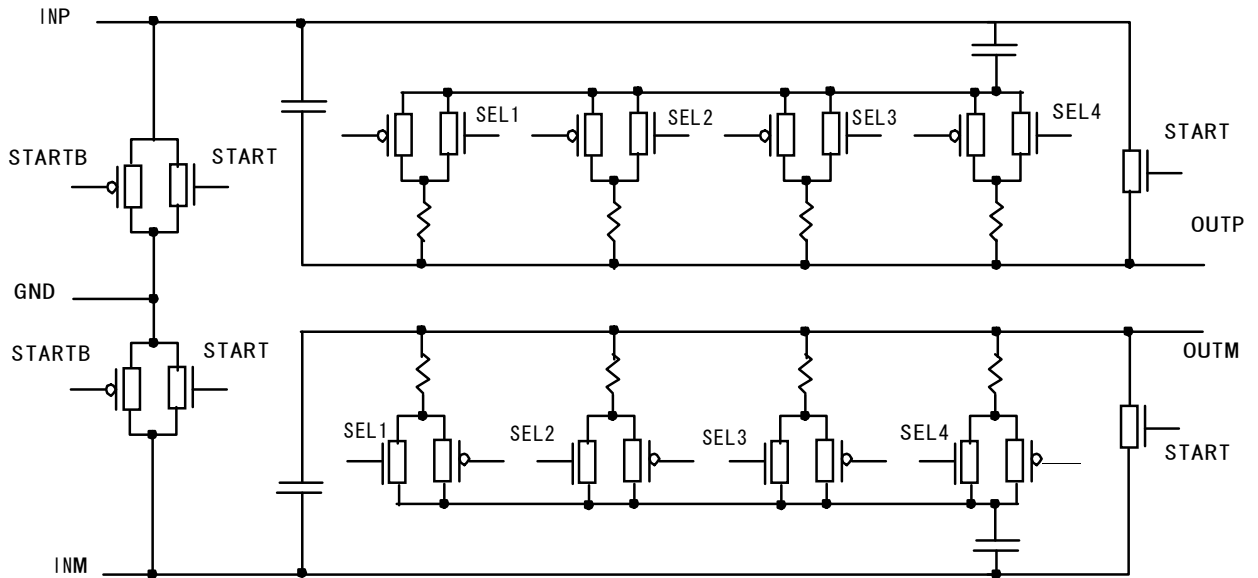 INP
SEL1
SEL2
SEL3
SEL4
START
STARTB
START
OUTP
GND
STARTB
START
OUTM
SEL1
SEL2
SEL3
SEL4
START
INM